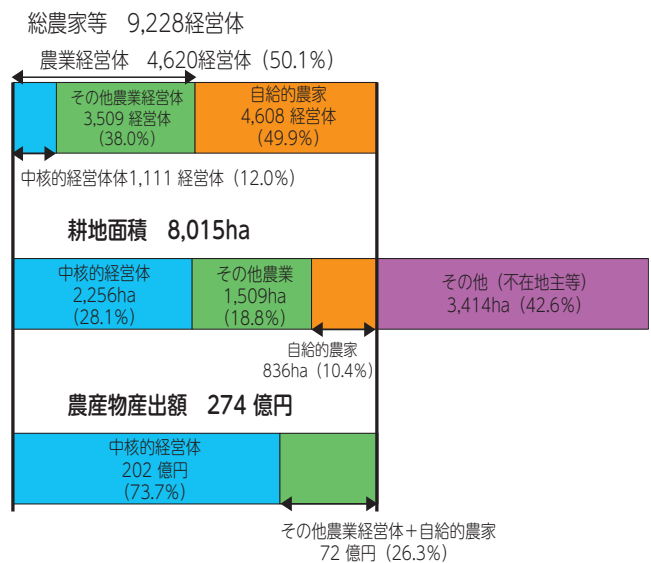 総農家等　9,228経営体
農業経営体　4,620経営体（50.1%）
その他農業経営体
3,509 経営体
（38.0%）
自給的農家
4,608 経営体
（49.9%）
中核的経営体体1,111 経営体（12.0%）
耕地面積　8,015ha
中核的経営体
2,256ha
（28.1%）
その他農業
1,509ha
（18.8%）
その他（不在地主等）
3,414ha（42.6%）
自給的農家
836ha（10.4%）
農産物産出額　274 億円
中核的経営体
202 億円
（73.7%）
その他農業経営体＋自給的農家
72 億円（26.3%）